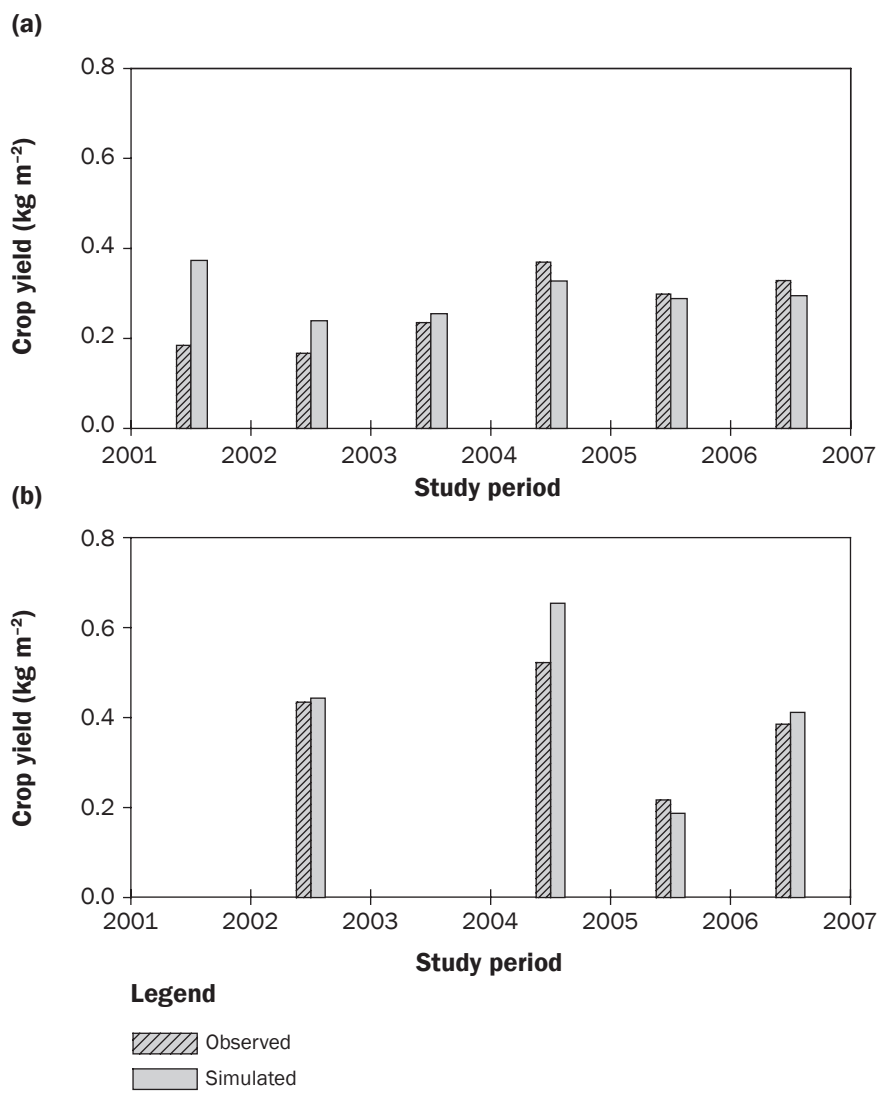 (a)
0.8
0.6
0.4
0.2
0.0
Crop yield (kg m⁻²)
2001 2002 2003 2004 2005 2006 2007
Study period
(b)
0.8
0.6
0.4
0.2
0.0
Crop yield (kg m⁻²)
2001 2002 2003 2004 2005 2006 2007
Study period
Legend
Observed
Simulated